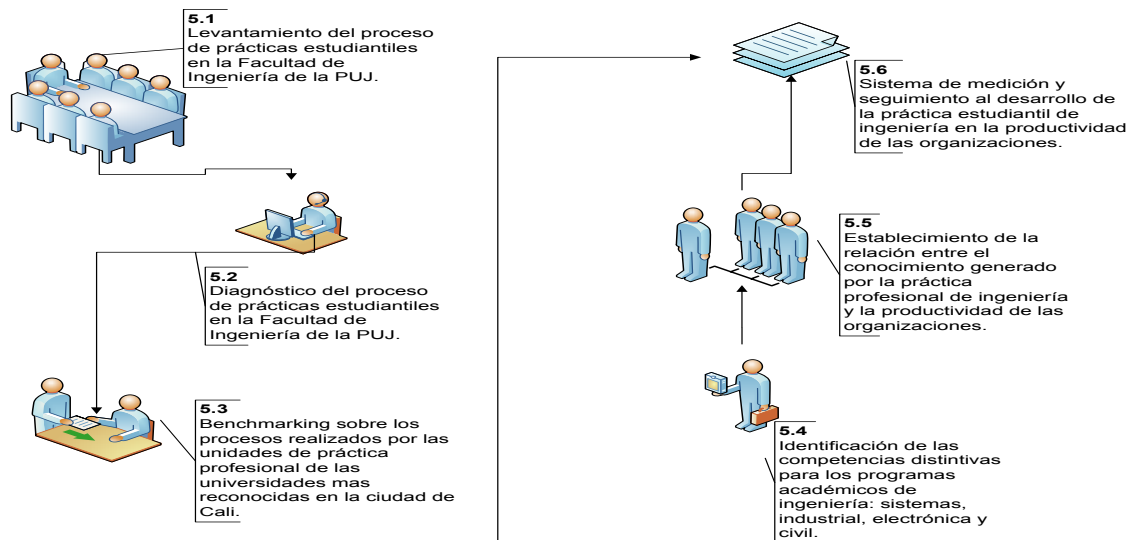 5.1
Levantamiento del proceso
de prácticas estudiantiles
en la Facultad de
Ingeniería de la PUJ.
5.2
Diagnóstico del proceso
de prácticas estudiantiles
en la Facultad de
Ingeniería de la PUJ.
5.3
Benchmarking sobre los
procesos realizados por las
unidades de práctica
profesional de las
universidades mas
reconocidas en la ciudad de
Cali.
5.6
Sistema de medición y
seguimiento al desarrollo de
la práctica estudiantil de
ingeniería en la productividad
de las organizaciones.
5.5
Establecimiento de la
relación entre el
conocimiento generado
por la práctica
profesional de ingeniería
y la productividad de las
organizaciones.
5.4
Identificación de las
competencias distintivas
para los programas
académicos de
ingeniería: sistemas,
industrial, electrónica y
civil.